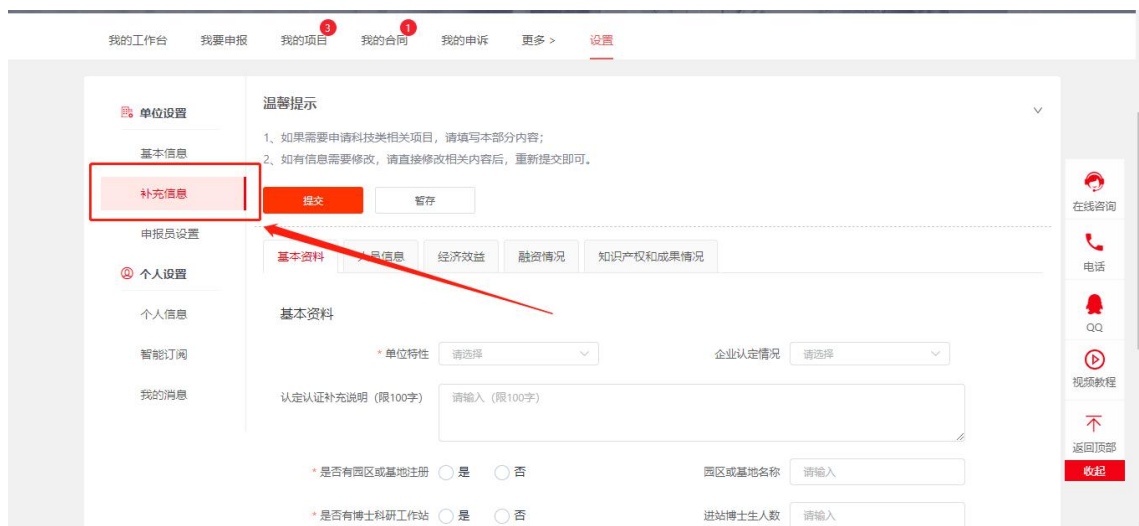 我的工作台 我要申报 我的项目 3 我的合同 1 我的申诉 更多 > 设置
单位设置
基本信息
补充信息
申报员设置
个人设置
个人信息
智能订阅
我的消息
温馨提示
1、如果需要申请科技类相关项目，请填写本部分内容；
2、如有信息需要修改，请直接修改相关内容后，重新提交即可。
提交 暂存
基本资料 人员信息 经济效益 融资情况 知识产权和成果情况
基本资料
* 单位特性 请选择 企业认定情况 请选择
认定认证补充说明（限100字） 请输入（限100字）
* 是否有园区或基地注册 是 否 园区或基地名称 请输入
* 是否有博士科研工作站 是 否 进站博士生人数 请输入
在线咨询
电话
QQ
视频教程
返回顶部
收起